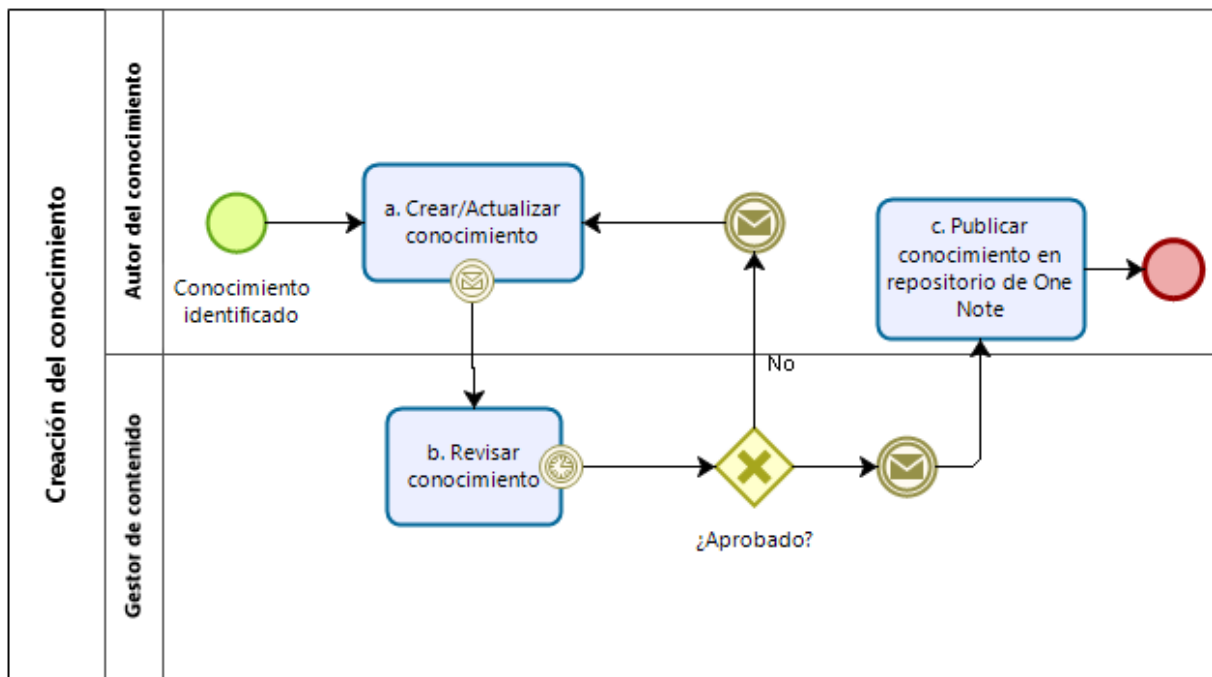 Creación del conocimiento
Autor del conocimiento
Conocimiento
identificado
a. Crear/Actualizar
conocimiento
c. Publicar
conocimiento en
repositorio de One
Note
No
Gestor de contenido
b. Revisar
conocimiento
¿Aprobado?